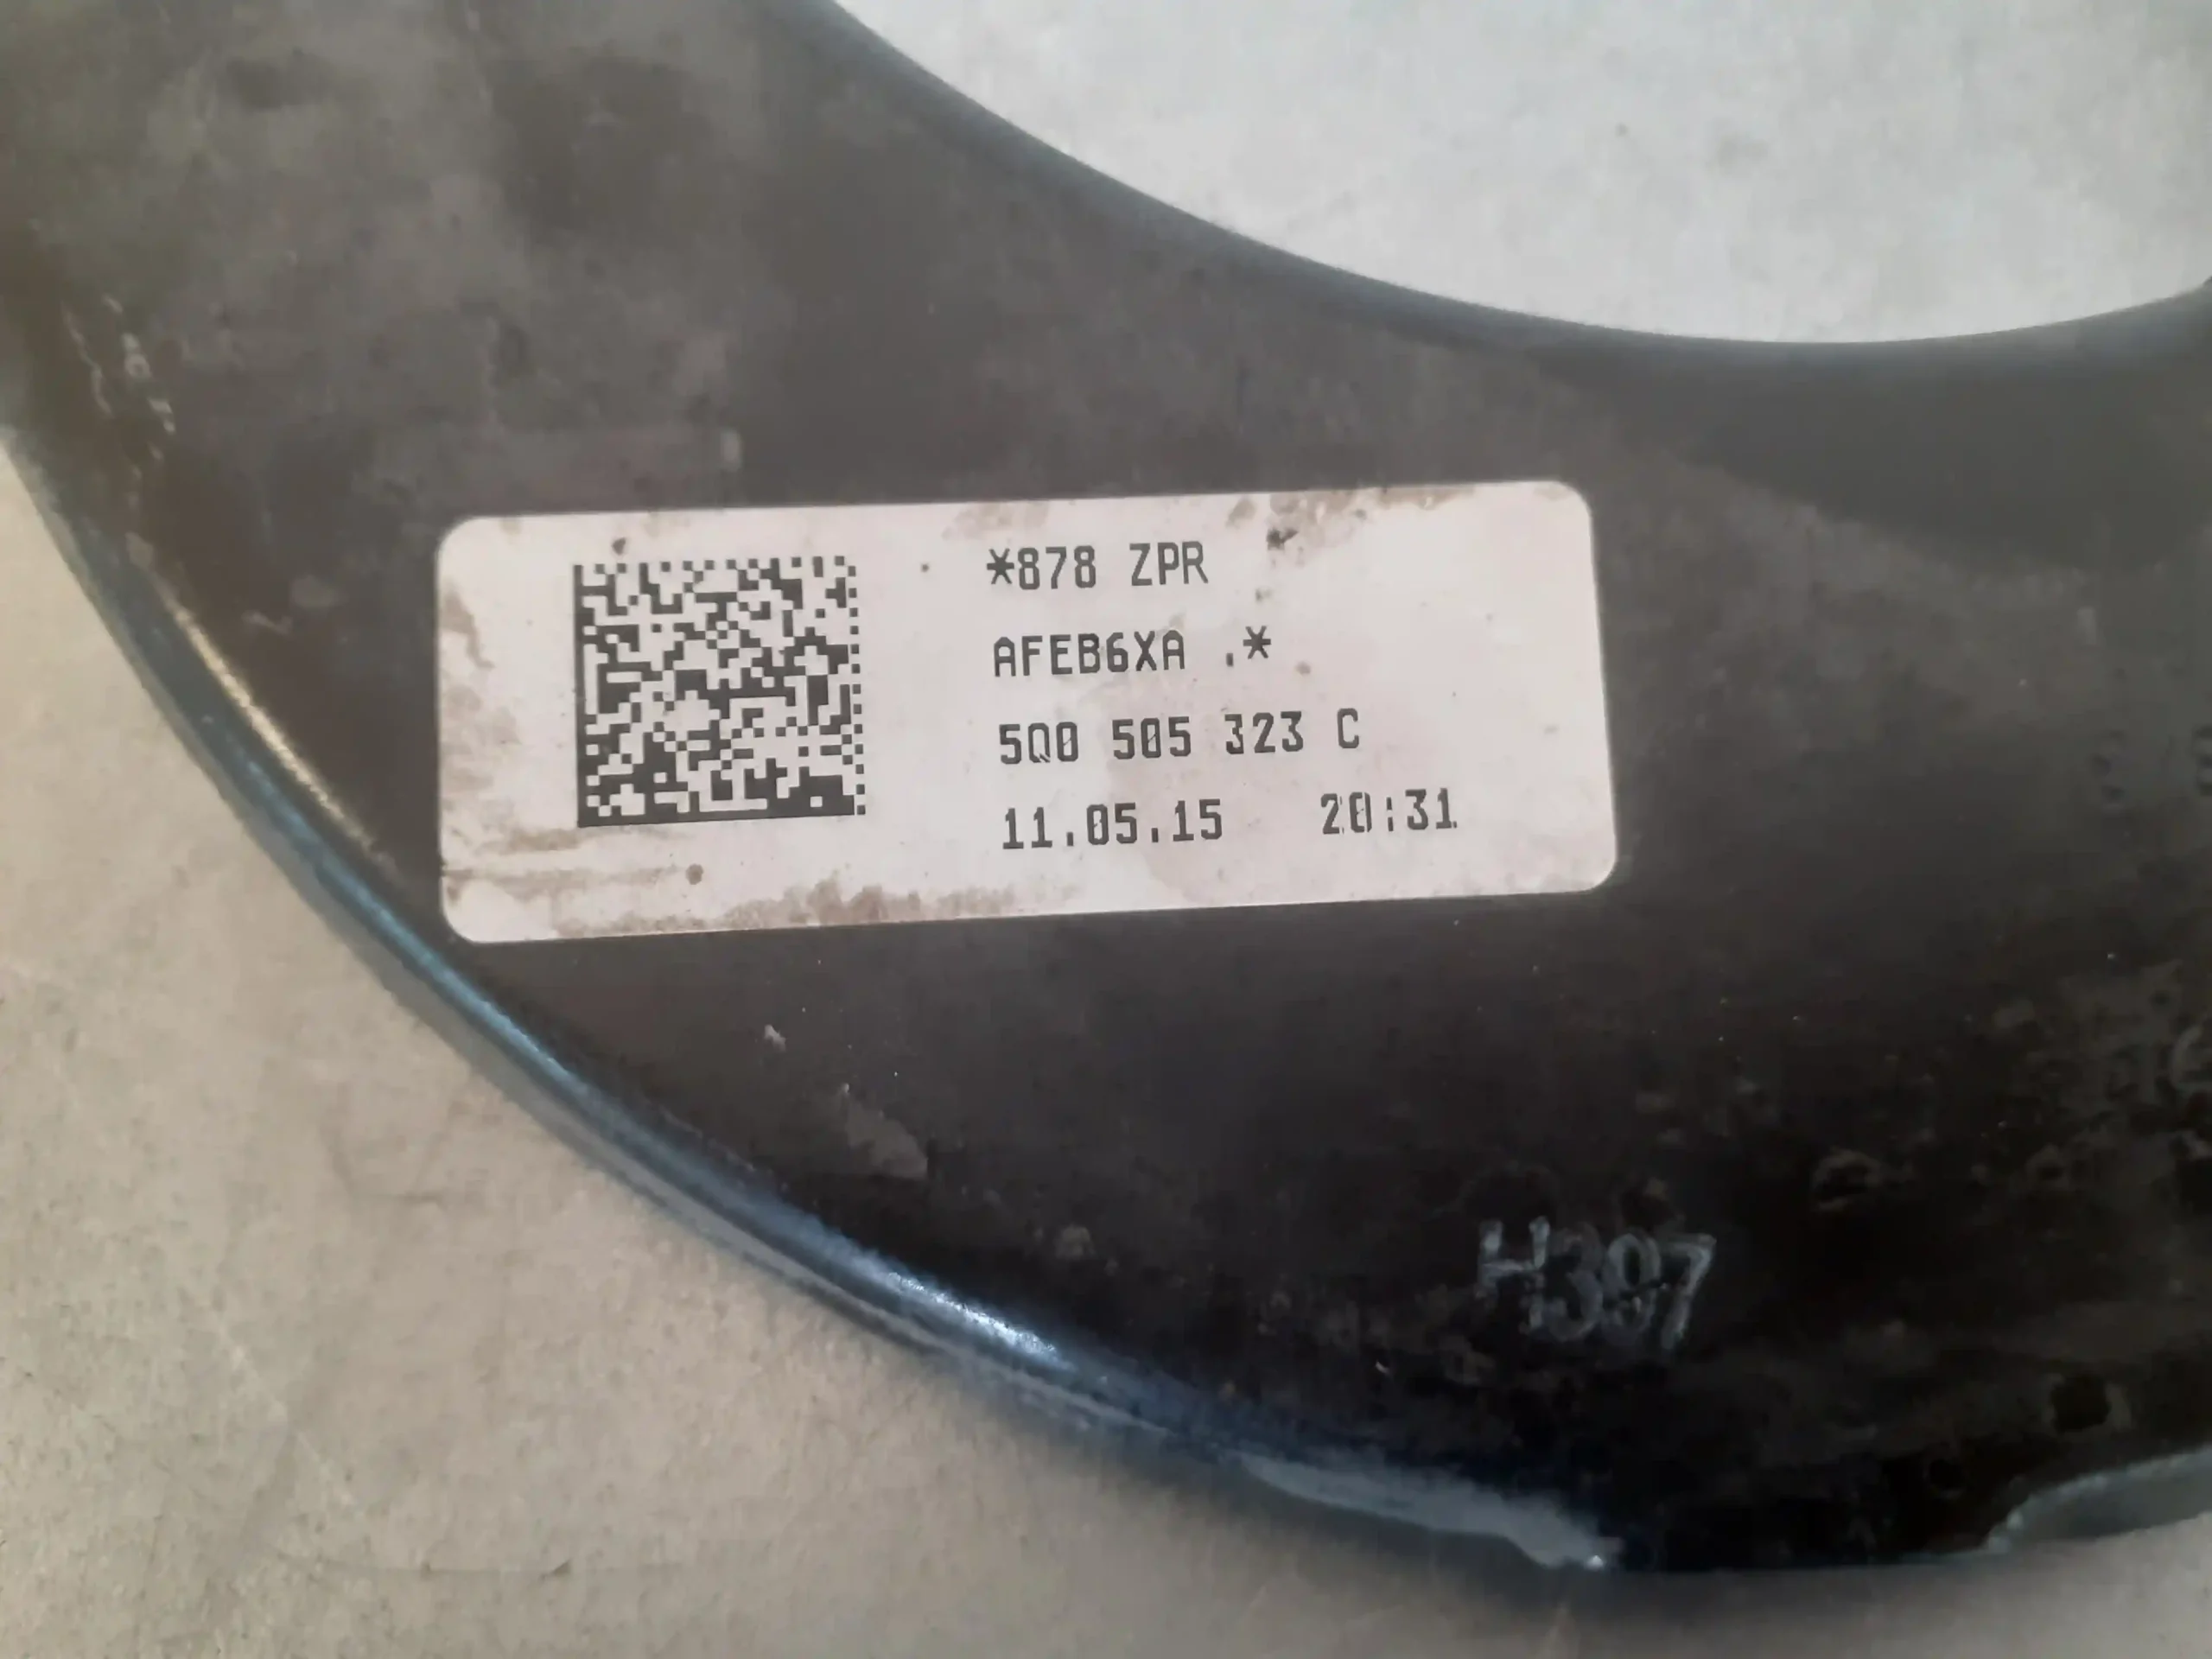 *878 ZPR
AFEB6XA .*
5Q0 505 323 C
11.05.15 20:31
H397